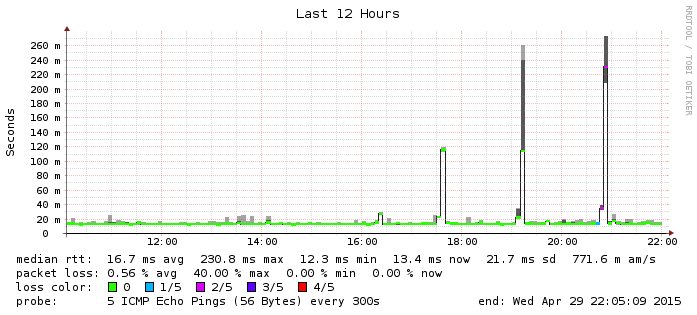 Last 12 Hours
RRDTOOL / TOBI OETIKER
Seconds
260 m
240 m
220 m
200 m
180 m
160 m
140 m
120 m
100 m
80 m
60 m
40 m
20 m
0
12:00 14:00 16:00 18:00 20:00 22:00
median rtt: 16.7 ms avg 230.8 ms max 12.3 ms min 13.4 ms now 21.7 ms sd 771.6 m am/s
packet loss: 0.56 % avg 40.00 % max 0.00 % min 0.00 % now
loss color: 0 1/5 2/5 3/5 4/5
probe: 5 ICMP Echo Pings (56 Bytes) every 300s end: Wed Apr 29 22:05:09 2015